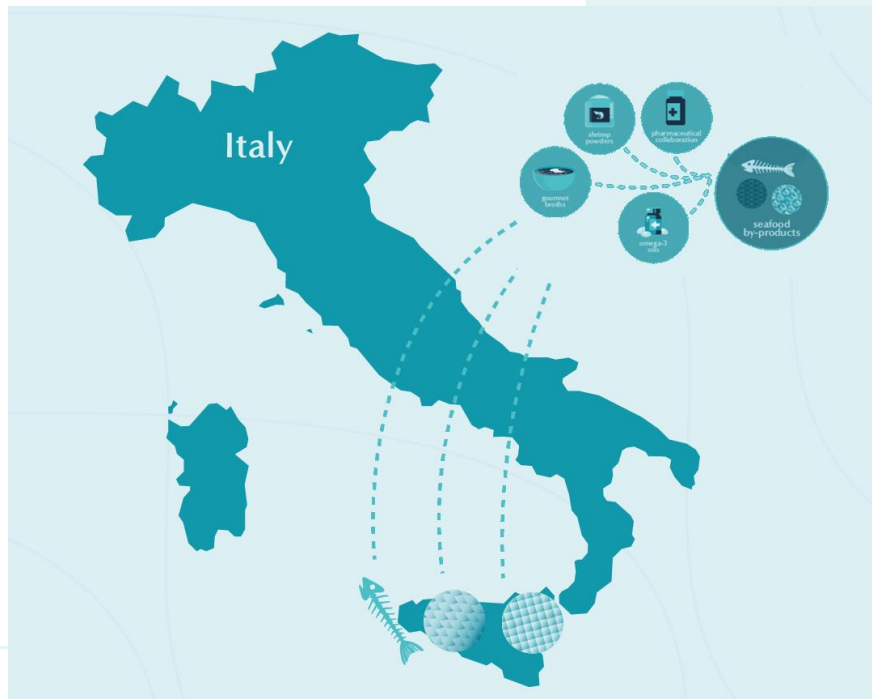 Italy
shrimp
powders
pharmaceutical
collaboration
gourmet
broths
seafood
by-products
omega-3
oils